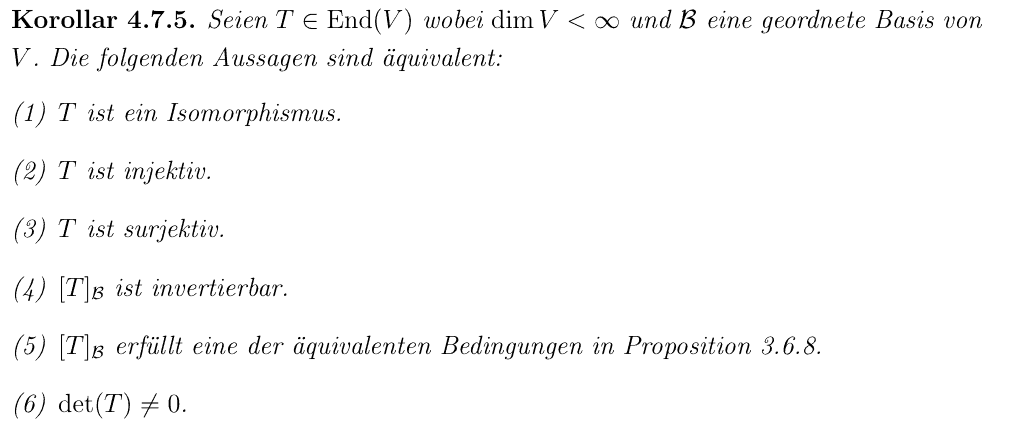 Korollar 4.7.5. Seien T ∈ End(V) wobei dim V < ∞ und ℬ eine geordnete Basis von
V. Die folgenden Aussagen sind äquivalent:
(1) T ist ein Isomorphismus.
(2) T ist injektiv.
(3) T ist surjektiv.
(4) [T]ℬ ist invertierbar.
(5) [T]ℬ erfüllt eine der äquivalenten Bedingungen in Proposition 3.6.8.
(6) det(T) ≠ 0.